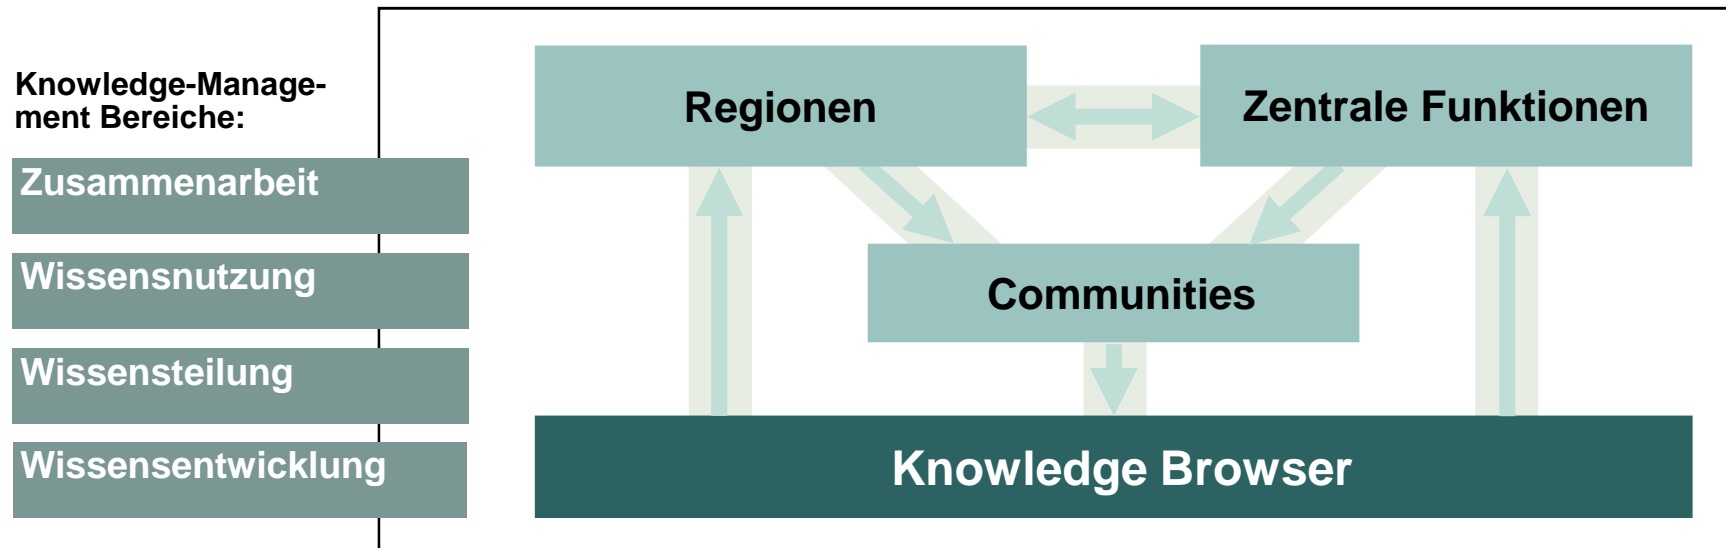 Knowledge-Manage-
ment Bereiche:
Zusammenarbeit
Wissensnutzung
Wissensteilung
Wissensentwicklung
Regionen
Zentrale Funktionen
Communities
Knowledge Browser